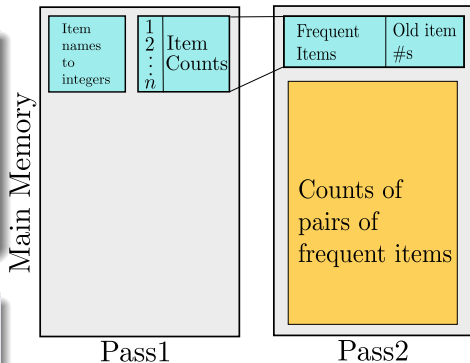 Main Memory
Item
names
to
integers
1
2
⋮
n
Item
Counts
Pass1
Frequent
Items
Old item
#s
Counts of
pairs of
frequent items
Pass2